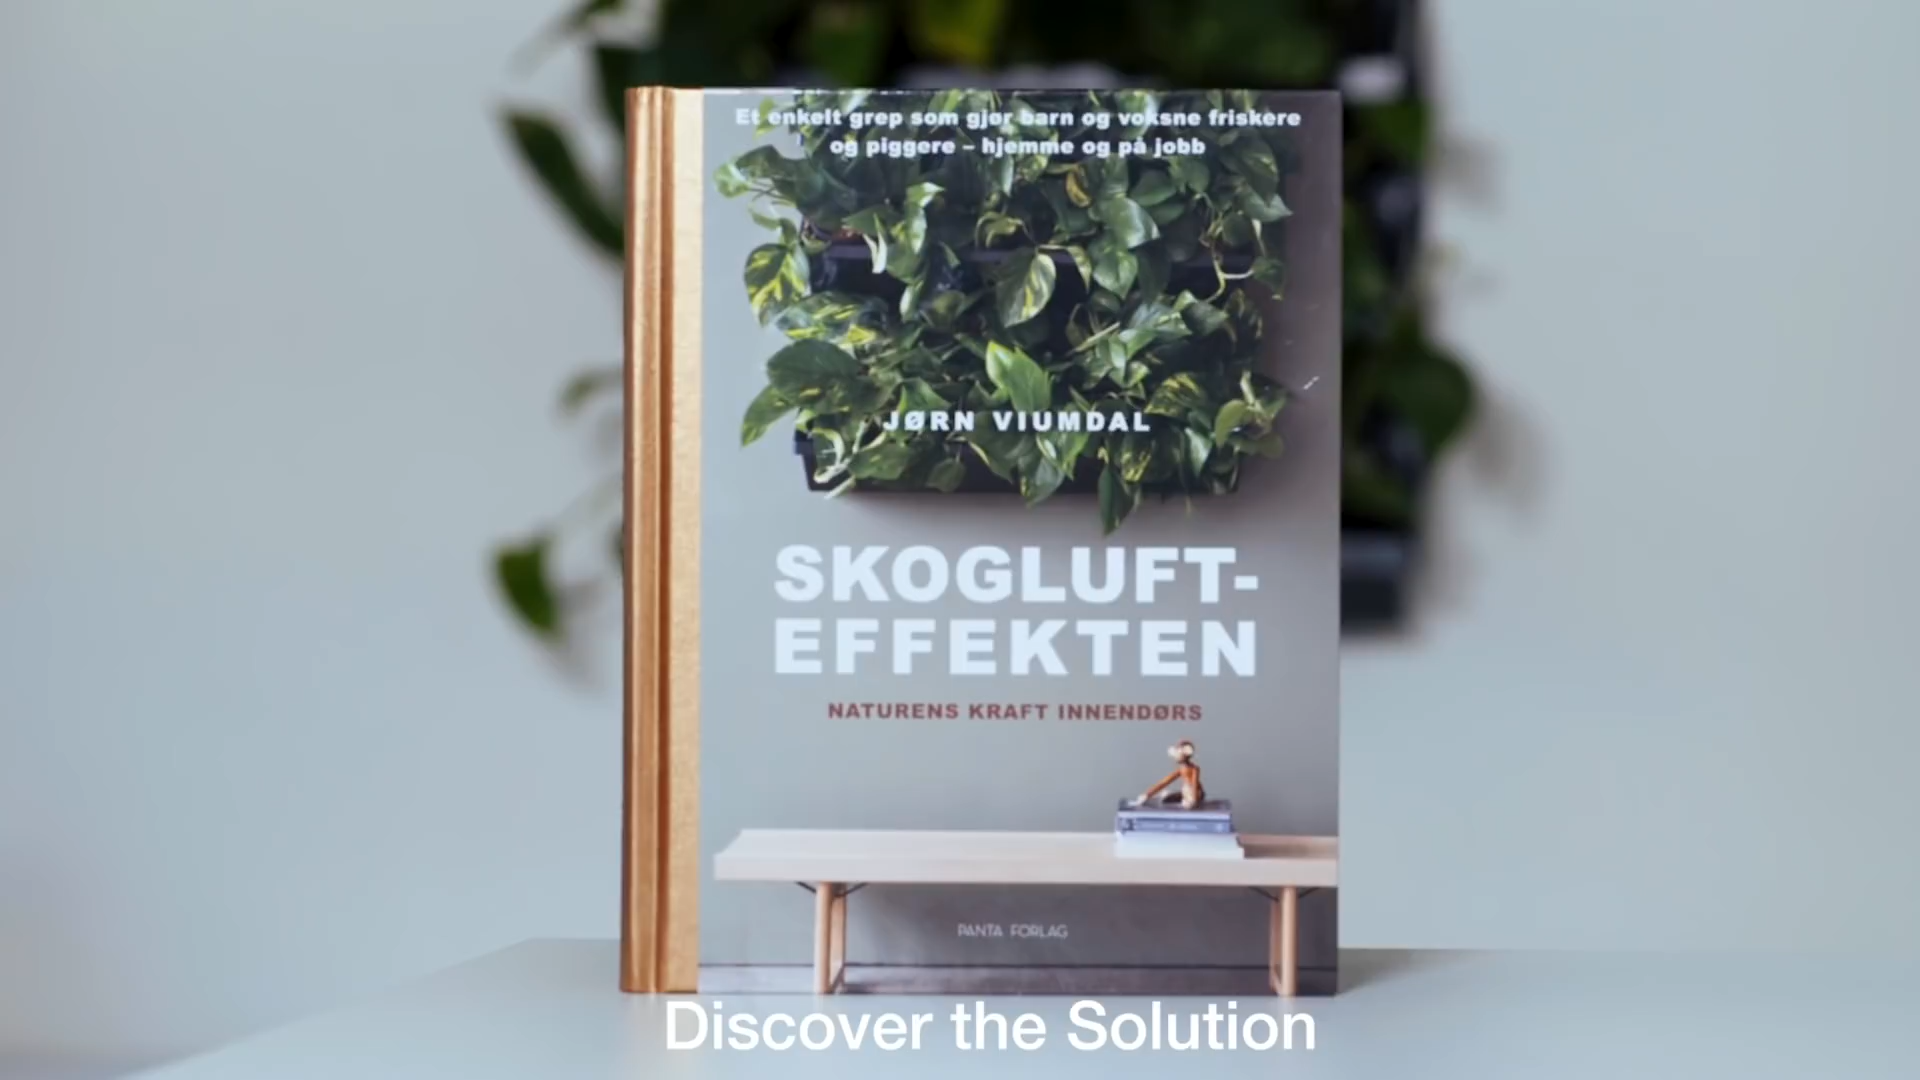 Et enkelt grep som gjør barn og voksne friskere
og piggere – hjemme og på jobb
JØRN VIUMDAL
SKOGLUFT-
EFFEKTEN
NATURENS KRAFT INNENDØRS
PANTA FORLAG
Discover the Solution